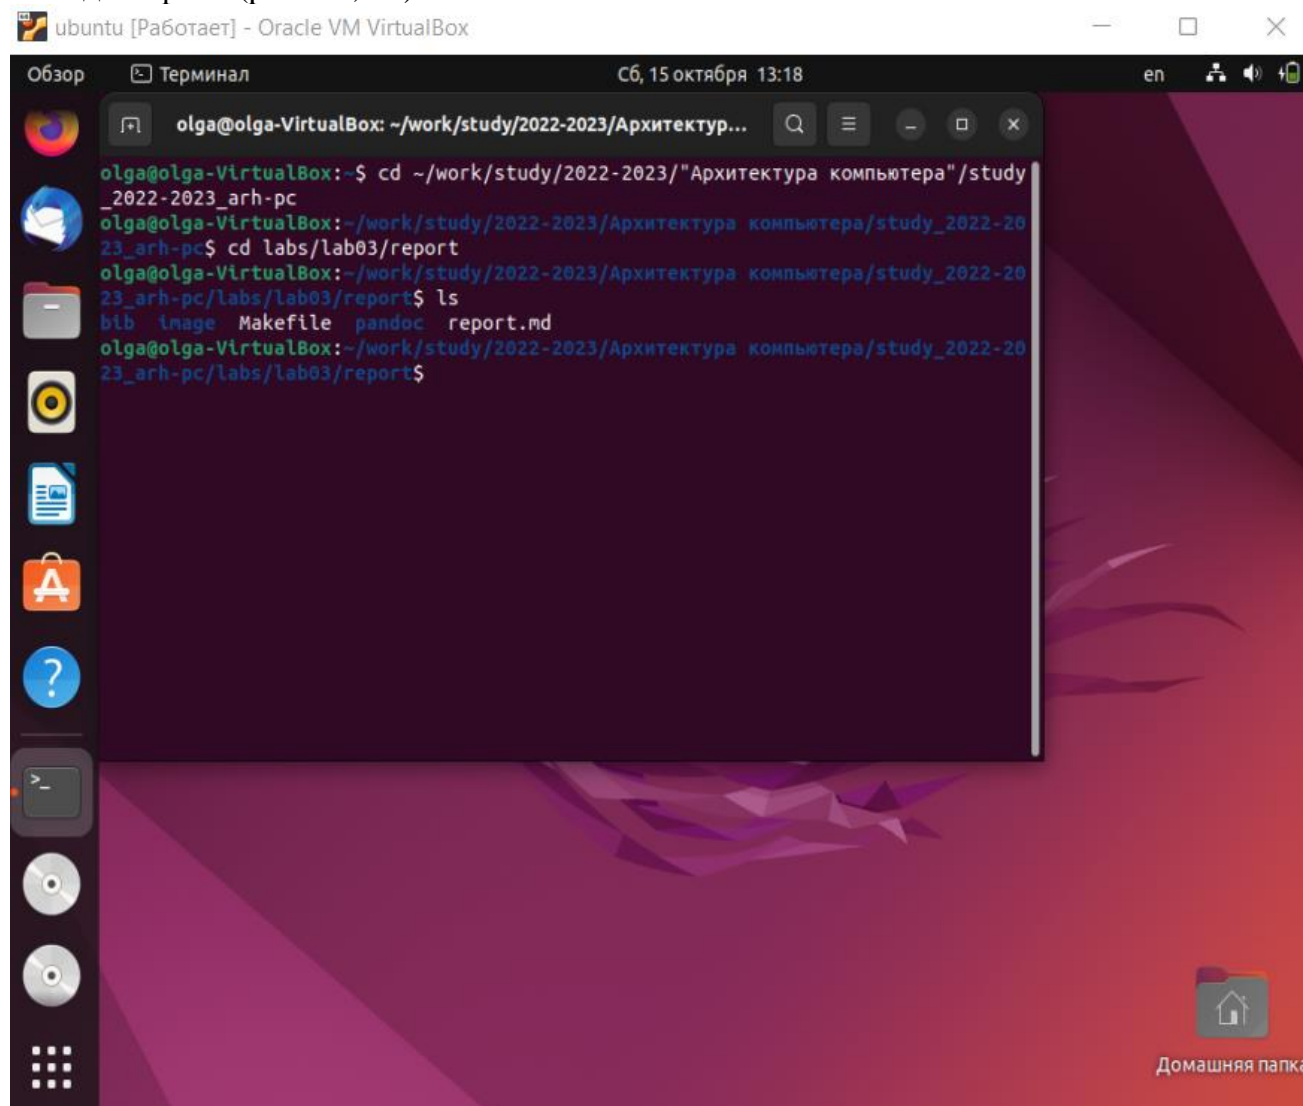 ubuntu [Работает] - Oracle VM VirtualBox
Обзор Терминал Сб, 15 октября 13:18 en
olga@olga-VirtualBox: ~/work/study/2022-2023/Архитектур...
olga@olga-VirtualBox:~$ cd ~/work/study/2022-2023/"Архитектура компьютера"/study
_2022-2023_arh-pc
olga@olga-VirtualBox:~/work/study/2022-2023/Архитектура компьютера/study_2022-20
23_arh-pc$ cd labs/lab03/report
olga@olga-VirtualBox:~/work/study/2022-2023/Архитектура компьютера/study_2022-20
23_arh-pc/labs/lab03/report$ ls
bib image Makefile pandoc report.md
olga@olga-VirtualBox:~/work/study/2022-2023/Архитектура компьютера/study_2022-20
23_arh-pc/labs/lab03/report$
Домашняя папка